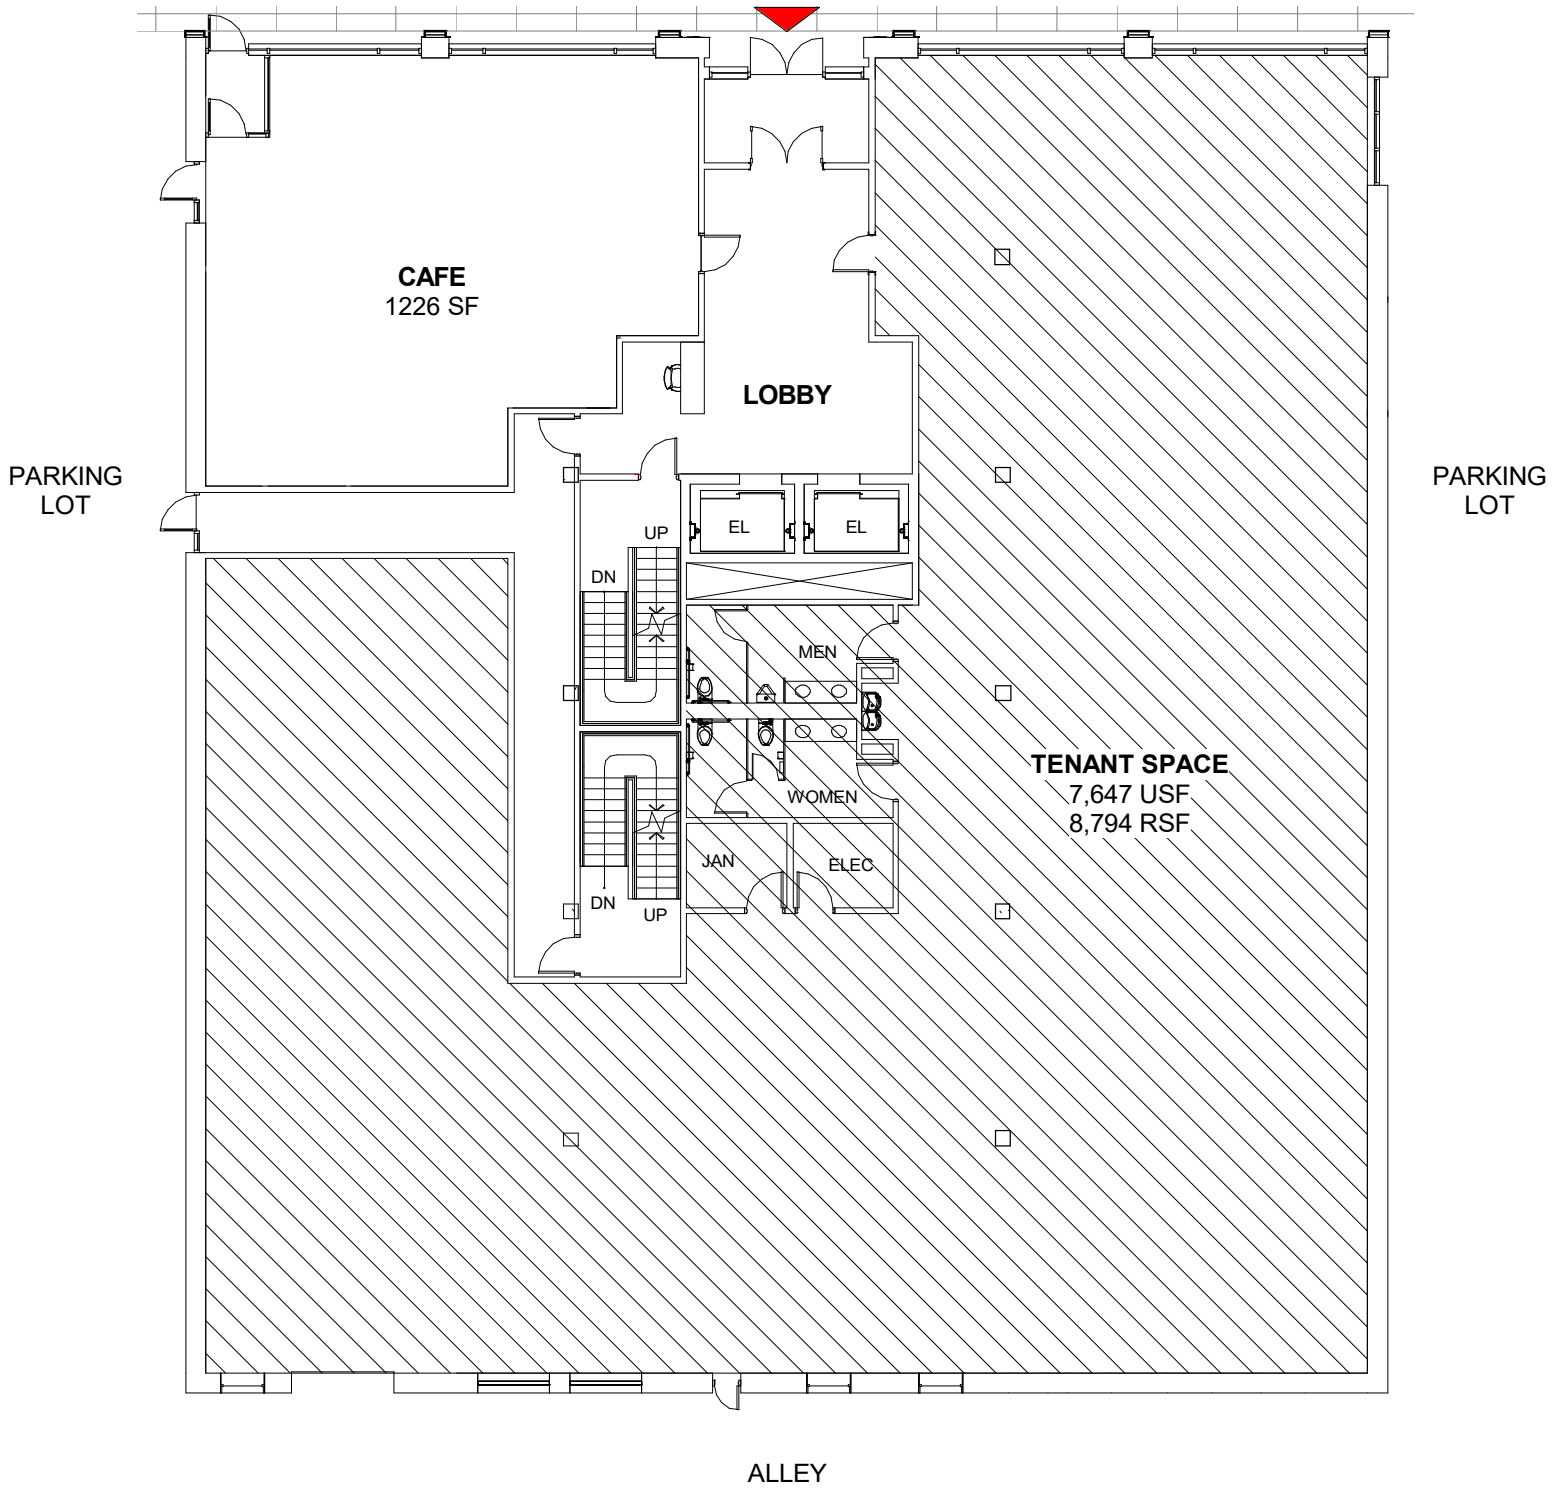 CAFE
1226 SF
LOBBY
PARKING
LOT
PARKING
LOT
EL
EL
UP
DN
MEN
TENANT SPACE
7,647 USF
8,794 RSF
WOMEN
JAN
ELEC
DN
UP
ALLEY